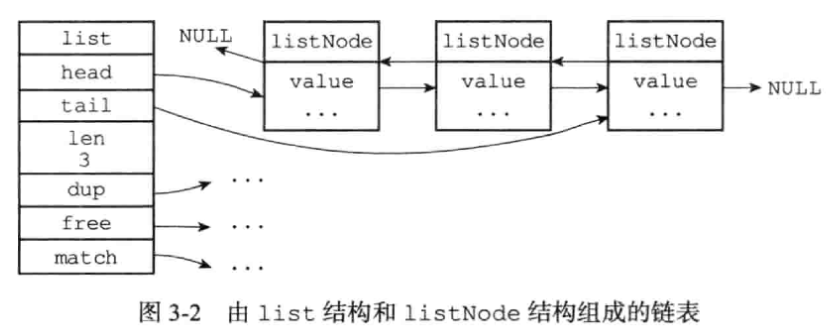 list
head
tail
len
3
dup
free
match
NULL
listNode
value
...
listNode
value
...
listNode
value
...
NULL
...
...
...
图 3-2 由 list 结构和 listNode 结构组成的链表